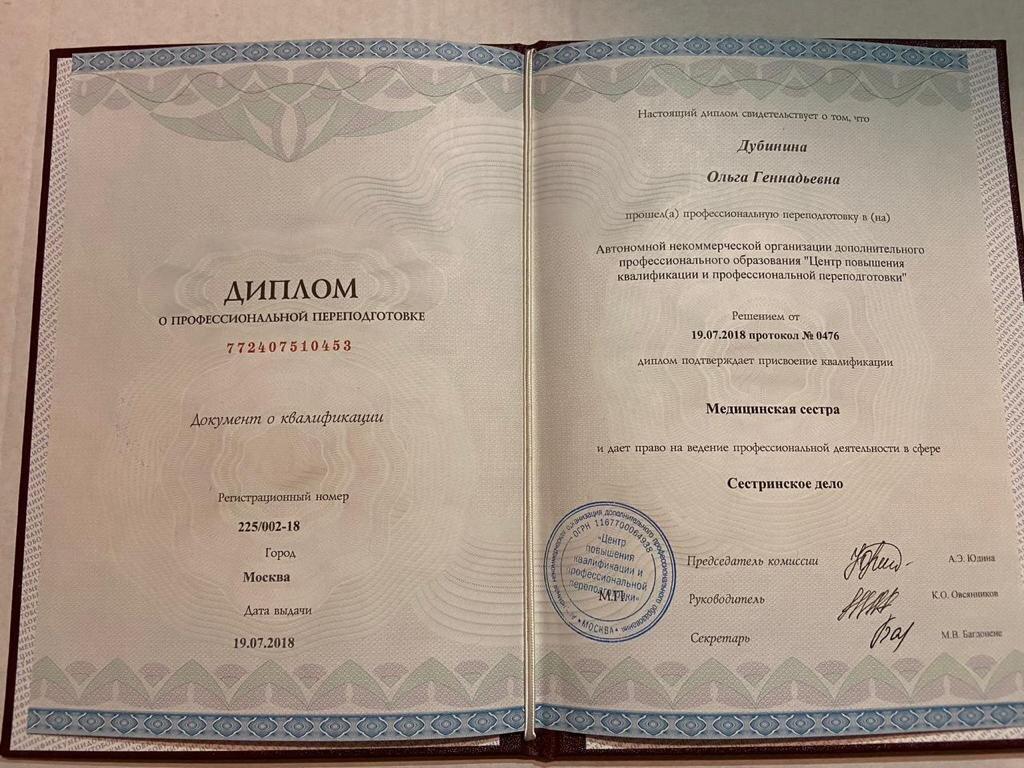 ДИПЛОМ
О ПРОФЕССИОНАЛЬНОЙ ПЕРЕПОДГОТОВКЕ
772407510453
Документ о квалификации
Регистрационный номер
225/002-18
Город
Москва
Дата выдачи
19.07.2018
Настоящий диплом свидетельствует о том, что
Дубинина
Ольга Геннадьевна
прошел(а) профессиональную переподготовку в (на)
Автономной некоммерческой организации дополнительного
профессионального образования "Центр повышения
квалификации и профессиональной переподготовки"
Решением от
19.07.2018 протокол № 0476
диплом подтверждает присвоение квалификации
Медицинская сестра
и дает право на ведение профессиональной деятельности в сфере
Сестринское дело
Председатель комиссии
А.Э. Юдина
Руководитель
К.О. Овсянников
Секретарь
М.В. Багдонене
М.П.
ОГРН 1167700064938
«Центр
повышения
квалификации и
профессиональной
переподготовки»
МОСКВА